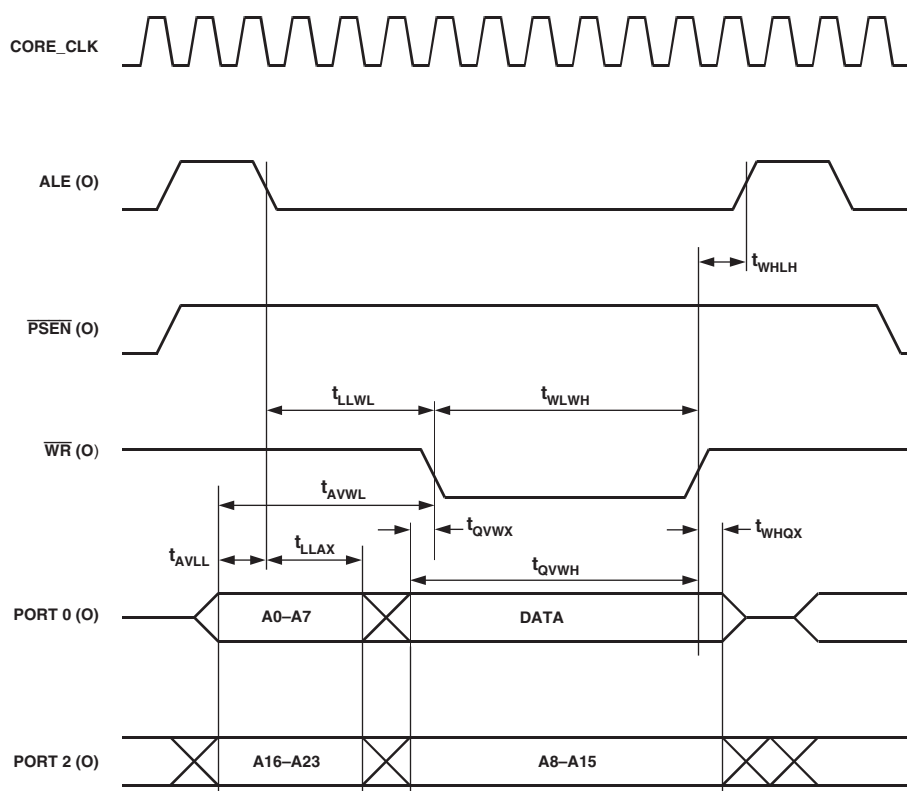 CORE_CLK
ALE (O)
tWHLH
PSEN (O)
tLLWL
tWLWH
WR (O)
tAVWL
tQVWX
tWHQX
tAVLL
tLLAX
tQVWH
PORT 0 (O)
A0–A7
DATA
PORT 2 (O)
A16–A23
A8–A15